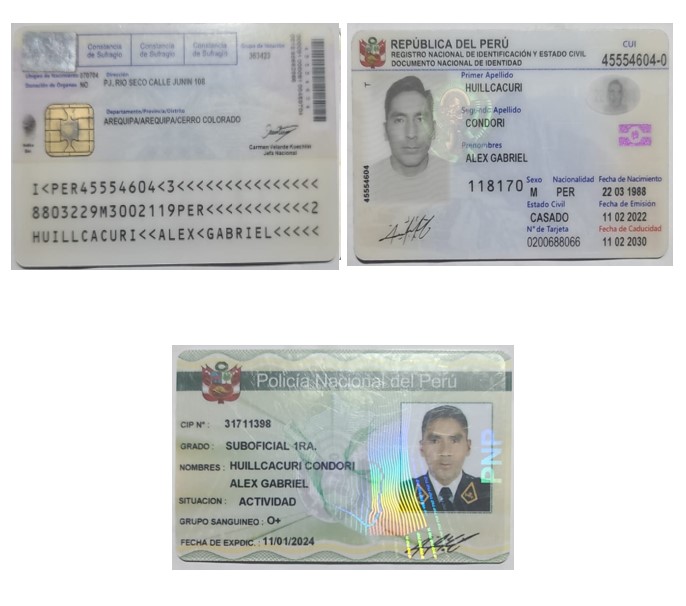 Constancia de Sufragio
Constancia de Sufragio
Constancia de Sufragio
Grupo de Votación
Dirección
PJ. RIO SECO CALLE JUNIN 108
Donación de Organos NO
Departamento/Provincia/Distrito
AREQUIPA/AREQUIPA/CERRO COLORADO
Carmen Velarde Koechlin
Jefa Nacional
I<PER45554604<3<<<<<<<<<<<<<<<
8803229M3002119PER<<<<<<<<<<<2
HUILLCACURI<<ALEX<GABRIEL<<<<<
REPÚBLICA DEL PERÚ
REGISTRO NACIONAL DE IDENTIFICACIÓN Y ESTADO CIVIL
DOCUMENTO NACIONAL DE IDENTIDAD
CUI
45554604-0
Primer Apellido
HUILLCACURI
Segundo Apellido
CONDORI
Prenombres
ALEX GABRIEL
T
45554604
118170
Sexo Nacionalidad Fecha de Nacimiento
M PER 22 03 1988
Estado Civil Fecha de Emisión
CASADO 11 02 2022
N° de Tarjeta Fecha de Caducidad
0200688066 11 02 2030
Policía Nacional del Perú
CIP N° : 31711398
GRADO : SUBOFICIAL 1RA.
NOMBRES : HUILLCACURI CONDORI
ALEX GABRIEL
SITUACION : ACTIVIDAD
GRUPO SANGUINEO : O+
FECHA DE EXPDIC. : 11/01/2024
PNP